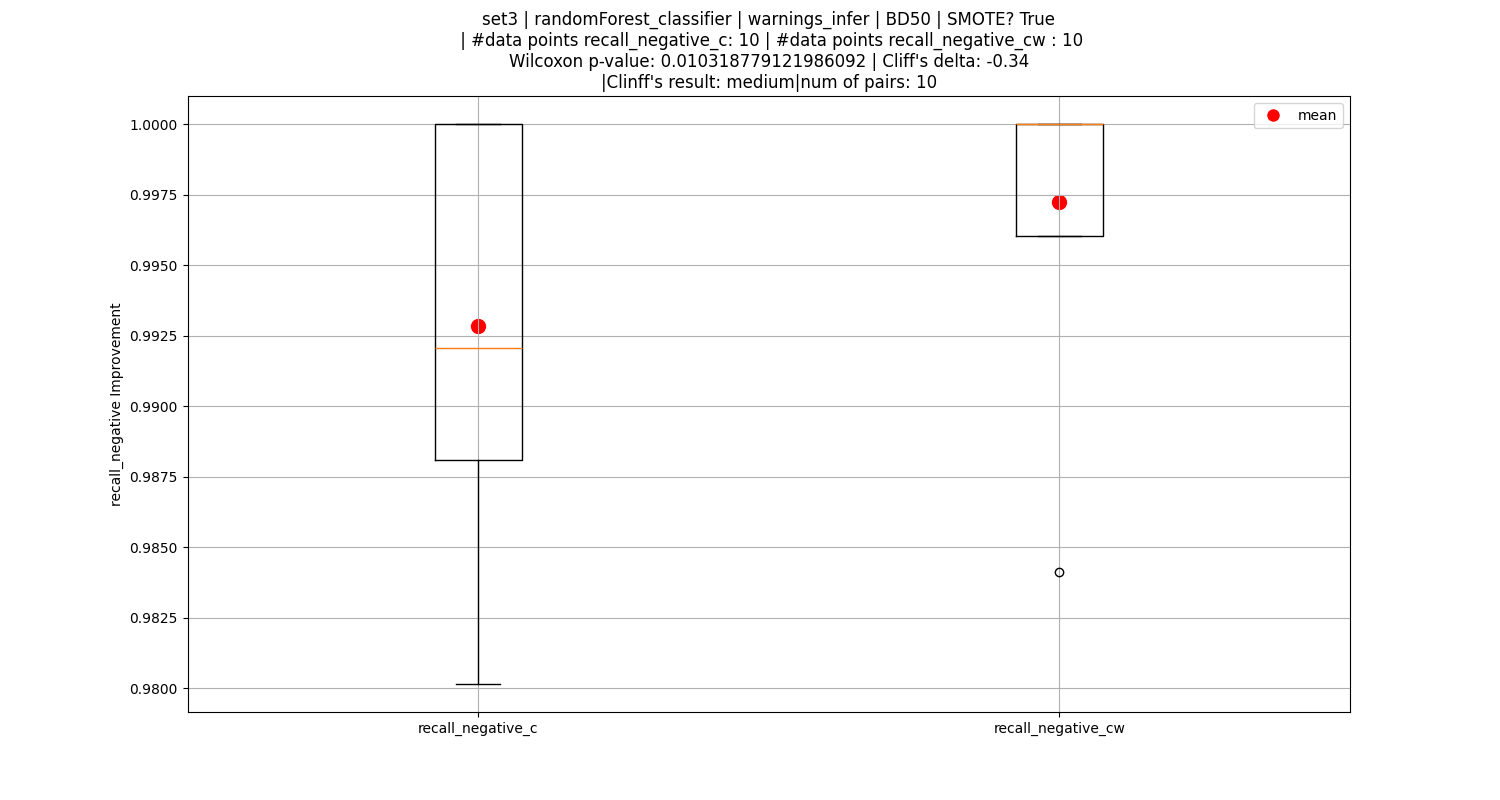 set3 | randomForest_classifier | warnings_infer | BD50 | SMOTE? True
| #data points recall_negative_c: 10 | #data points recall_negative_cw : 10
Wilcoxon p-value: 0.010318779121986092 | Cliff's delta: -0.34
|Clinff's result: medium|num of pairs: 10
mean
1.0000
0.9975
0.9950
0.9925
0.9900
0.9875
0.9850
0.9825
0.9800
recall_negative Improvement
recall_negative_c
recall_negative_cw